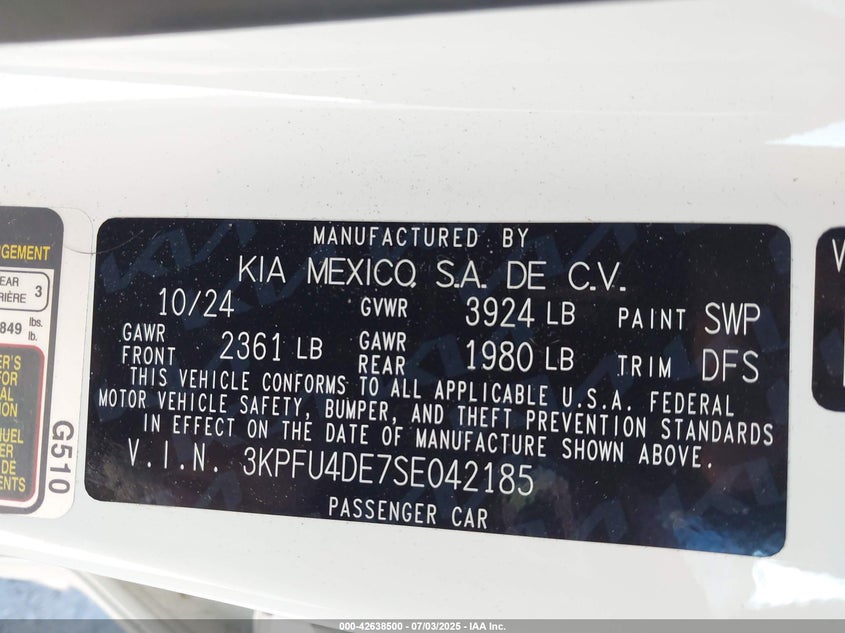 MANUFACTURED BY
KIA MEXICO, S.A. DE C.V.
10/24 GVWR 3924 LB PAINT SWP
GAWR FRONT 2361 LB GAWR REAR 1980 LB TRIM DFS
THIS VEHICLE CONFORMS TO ALL APPLICABLE U.S.A. FEDERAL
MOTOR VEHICLE SAFETY, BUMPER, AND THEFT PREVENTION STANDARDS
IN EFFECT ON THE DATE OF MANUFACTURE SHOWN ABOVE.
V.I.N. 3KPFU4DE7SE042185
PASSENGER CAR
G510
3
849 lbs.
lb.
000-42638500 - 07/03/2025 - IAA Inc.